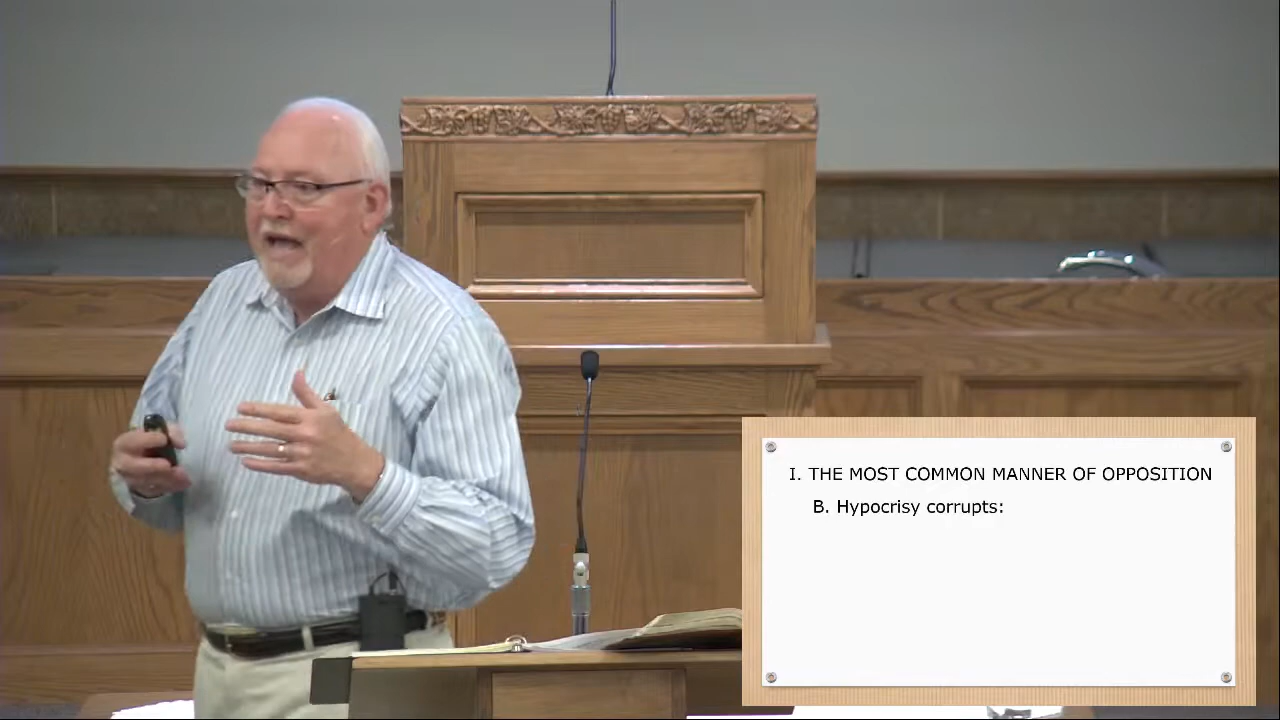 I. THE MOST COMMON MANNER OF OPPOSITION
B. Hypocrisy corrupts: